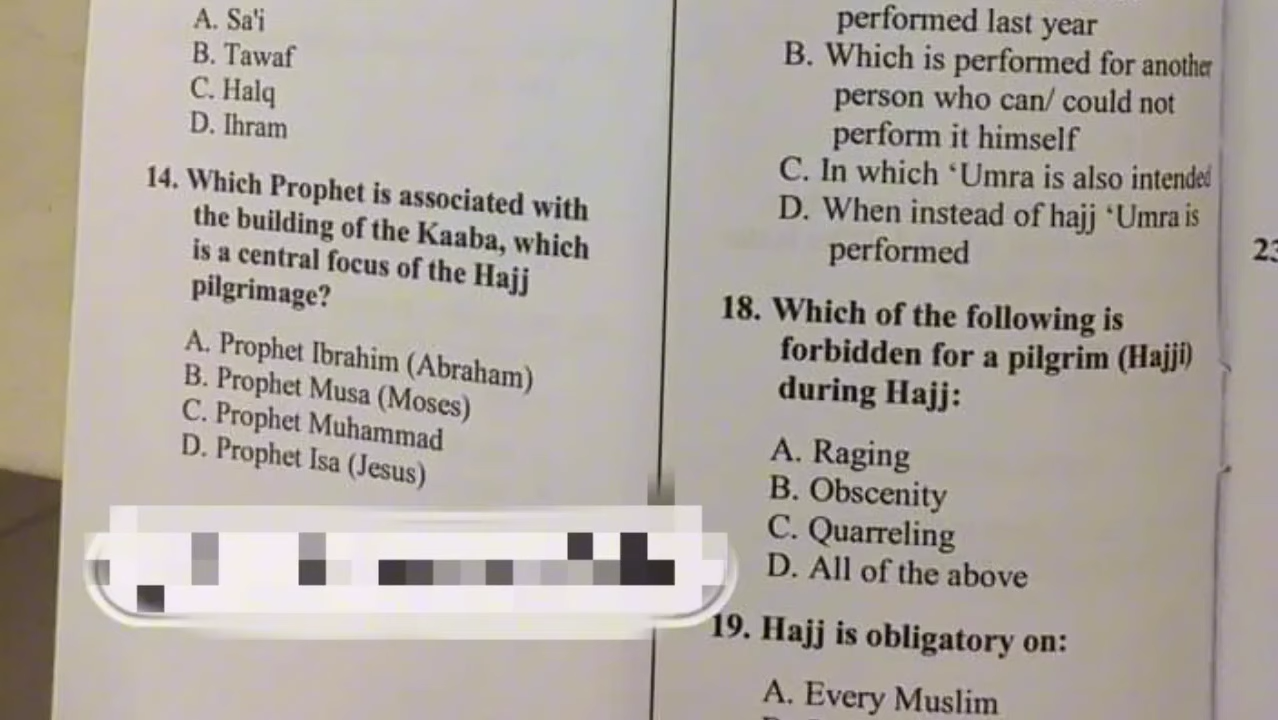 A. Sa'i
B. Tawaf
C. Halq
D. Ihram
14. Which Prophet is associated with
the building of the Kaaba, which
is a central focus of the Hajj
pilgrimage?
A. Prophet Ibrahim (Abraham)
B. Prophet Musa (Moses)
C. Prophet Muhammad
D. Prophet Isa (Jesus)
performed last year
B. Which is performed for another
person who can/ could not
perform it himself
C. In which ‘Umra is also intended
D. When instead of hajj ‘Umra is
performed
18. Which of the following is
forbidden for a pilgrim (Hajji)
during Hajj:
A. Raging
B. Obscenity
C. Quarreling
D. All of the above
19. Hajj is obligatory on:
A. Every Muslim
23